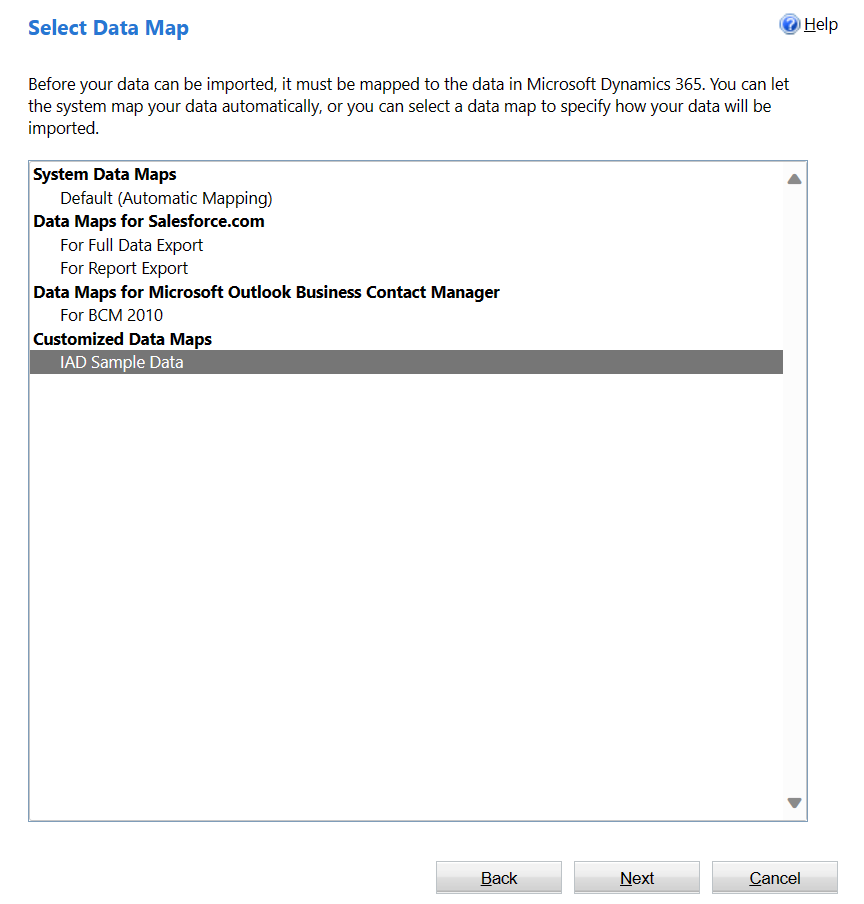 Select Data Map
Help
Before your data can be imported, it must be mapped to the data in Microsoft Dynamics 365. You can let
the system map your data automatically, or you can select a data map to specify how your data will be
imported.
System Data Maps
Default (Automatic Mapping)
Data Maps for Salesforce.com
For Full Data Export
For Report Export
Data Maps for Microsoft Outlook Business Contact Manager
For BCM 2010
Customized Data Maps
IAD Sample Data
Back
Next
Cancel